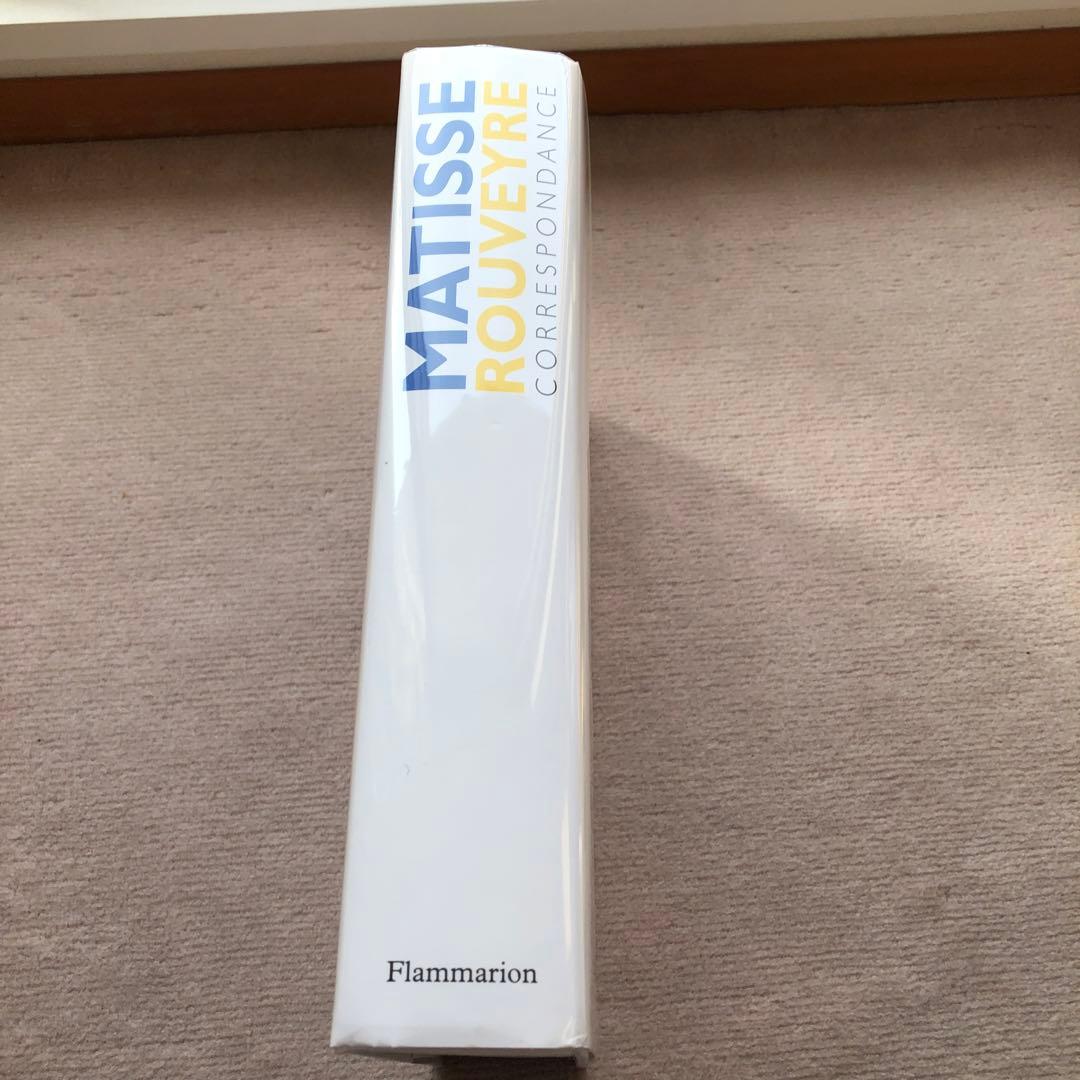 MATISSE
ROUVEYRE
CORRESPONDANCE
Flammarion